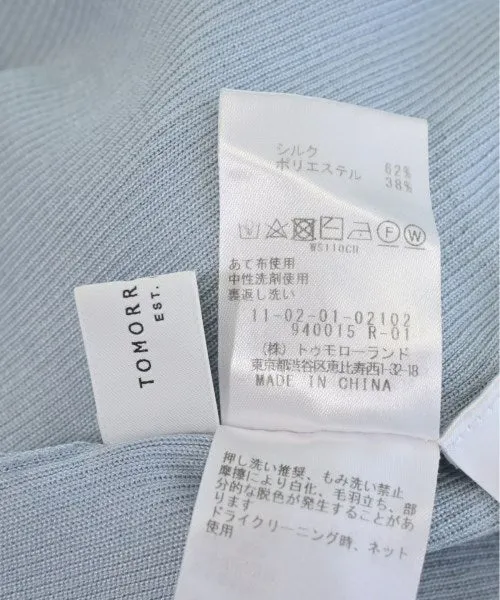 シルク 62%
ポリエステル 38%
F W
WS110CH
あて布使用
中性洗剤使用
裏返し洗い
11-02-01-02102
940015 R-01
(株)トゥモローランド
東京都渋谷区恵比寿西1-32-18
MADE IN CHINA
TOMORR
EST.
押し洗い推奨、もみ洗い禁止
摩擦により白化、毛羽立ち、部
分的な脱色が発生することがあ
ります
ドライクリーニング時、ネット
使用